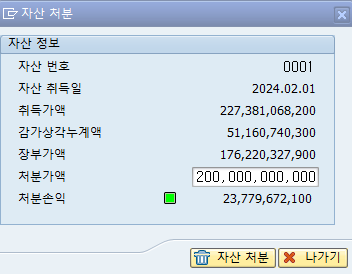 자산 처분
자산 정보
자산 번호 0001
자산 취득일 2024.02.01
취득가액 227,381,068,200
감가상각누계액 51,160,740,300
장부가액 176,220,327,900
처분가액 200,000,000,000
처분손익 23,779,672,100
자산 처분 나가기